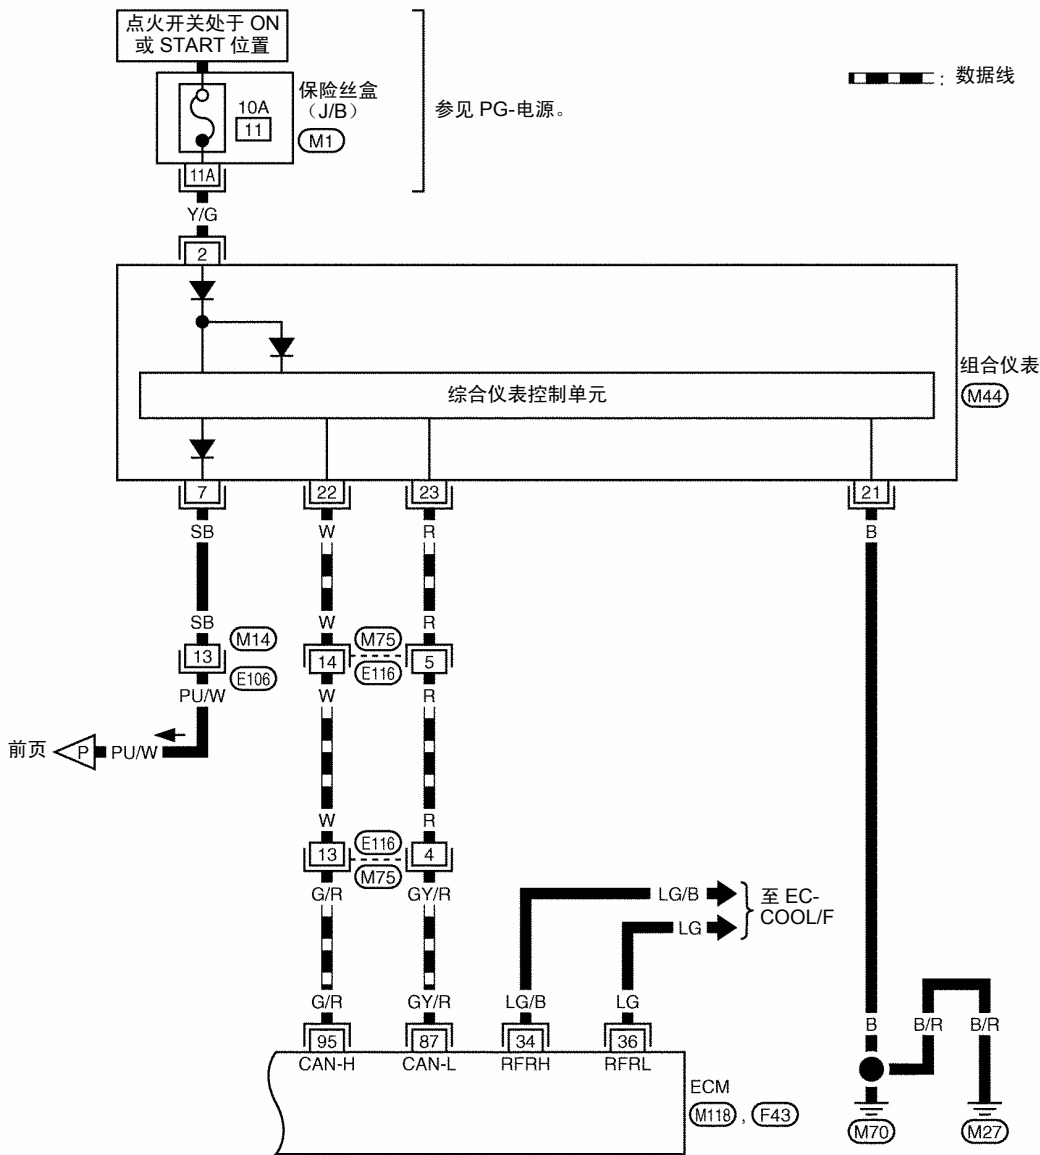 点火开关处于 ON
或 START 位置
保险丝盒
（J/B）
10A
11
M1
11A
参见 PG-电源。
: 数据线
Y/G
2
综合仪表控制单元
组合仪表
M44
7
22
23
21
SB
W
R
B
SB
W
R
M14
M75
13
14
5
E106
E116
PU/W
W
R
前页
P
PU/W
W
R
E116
13
4
M75
G/R
GY/R
LG/B
至 EC-
COOL/F
LG
G/R
GY/R
LG/B
LG
B
B/R
B/R
95
87
34
36
CAN-H
CAN-L
RFRH
RFRL
ECM
M118 , F43
M70
M27